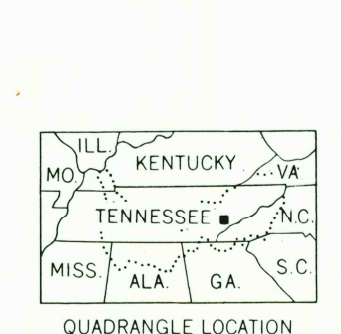 ILL.
MO. KENTUCKY VA
TENNESSEE N.C.
MISS. ALA. GA. S.C.
QUADRANGLE LOCATION